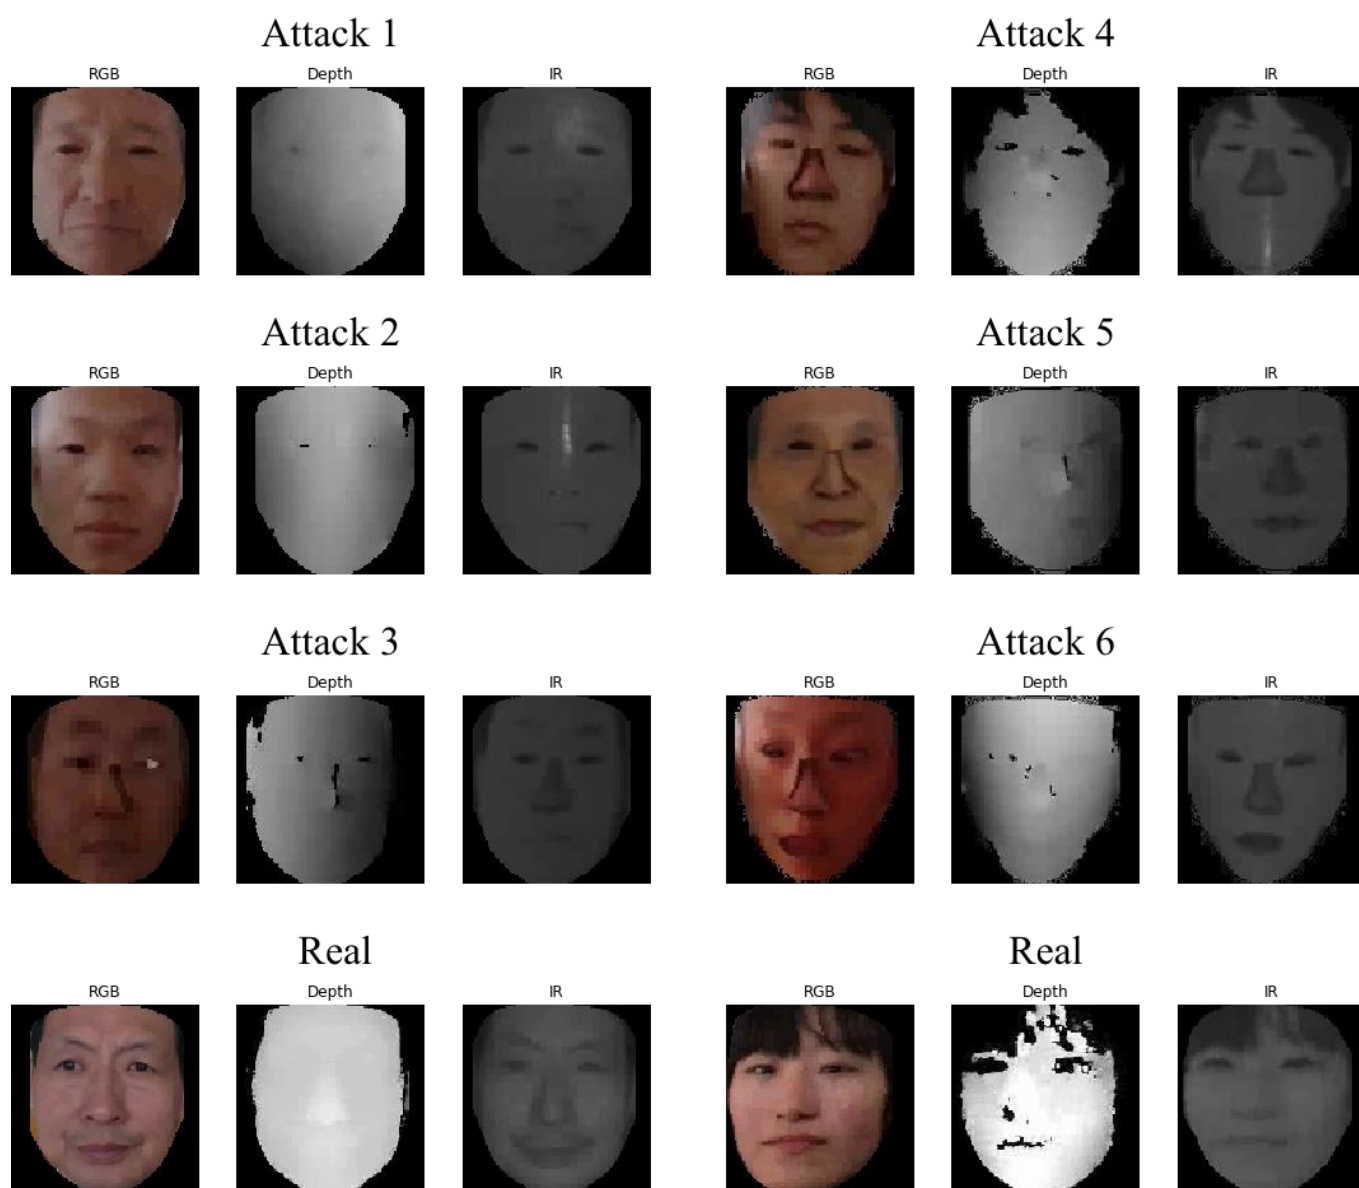 Attack 1
Attack 4
RGB Depth IR
RGB Depth IR
Attack 2
Attack 5
RGB Depth IR
RGB Depth IR
Attack 3
Attack 6
RGB Depth IR
RGB Depth IR
Real
Real
RGB Depth IR
RGB Depth IR